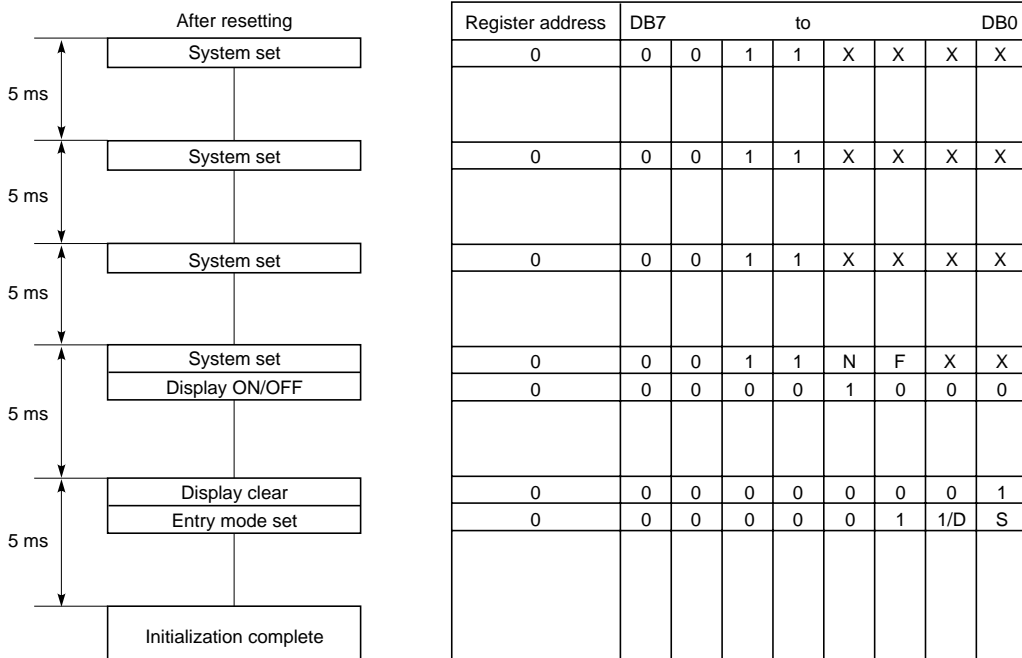 After resetting
Register address DB7 to DB0
System set 0 0 0 1 1 X X X X
5 ms
System set 0 0 0 1 1 X X X X
5 ms
System set 0 0 0 1 1 X X X X
5 ms
System set 0 0 0 1 1 N F X X
Display ON/OFF 0 0 0 0 0 1 0 0 0
5 ms
Display clear 0 0 0 0 0 0 0 0 1
Entry mode set 0 0 0 0 0 0 1 1/D S
5 ms
Initialization complete